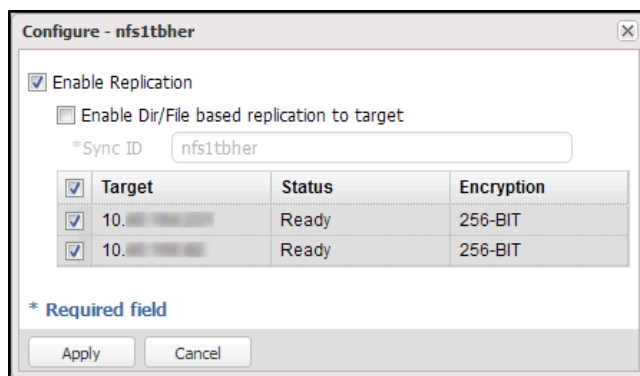 Configure - nfs1tbher
Enable Replication
Enable Dir/File based replication to target
*Sync ID nfs1tbher
Target Status Encryption
10. Ready 256-BIT
10. Ready 256-BIT
* Required field
Apply Cancel